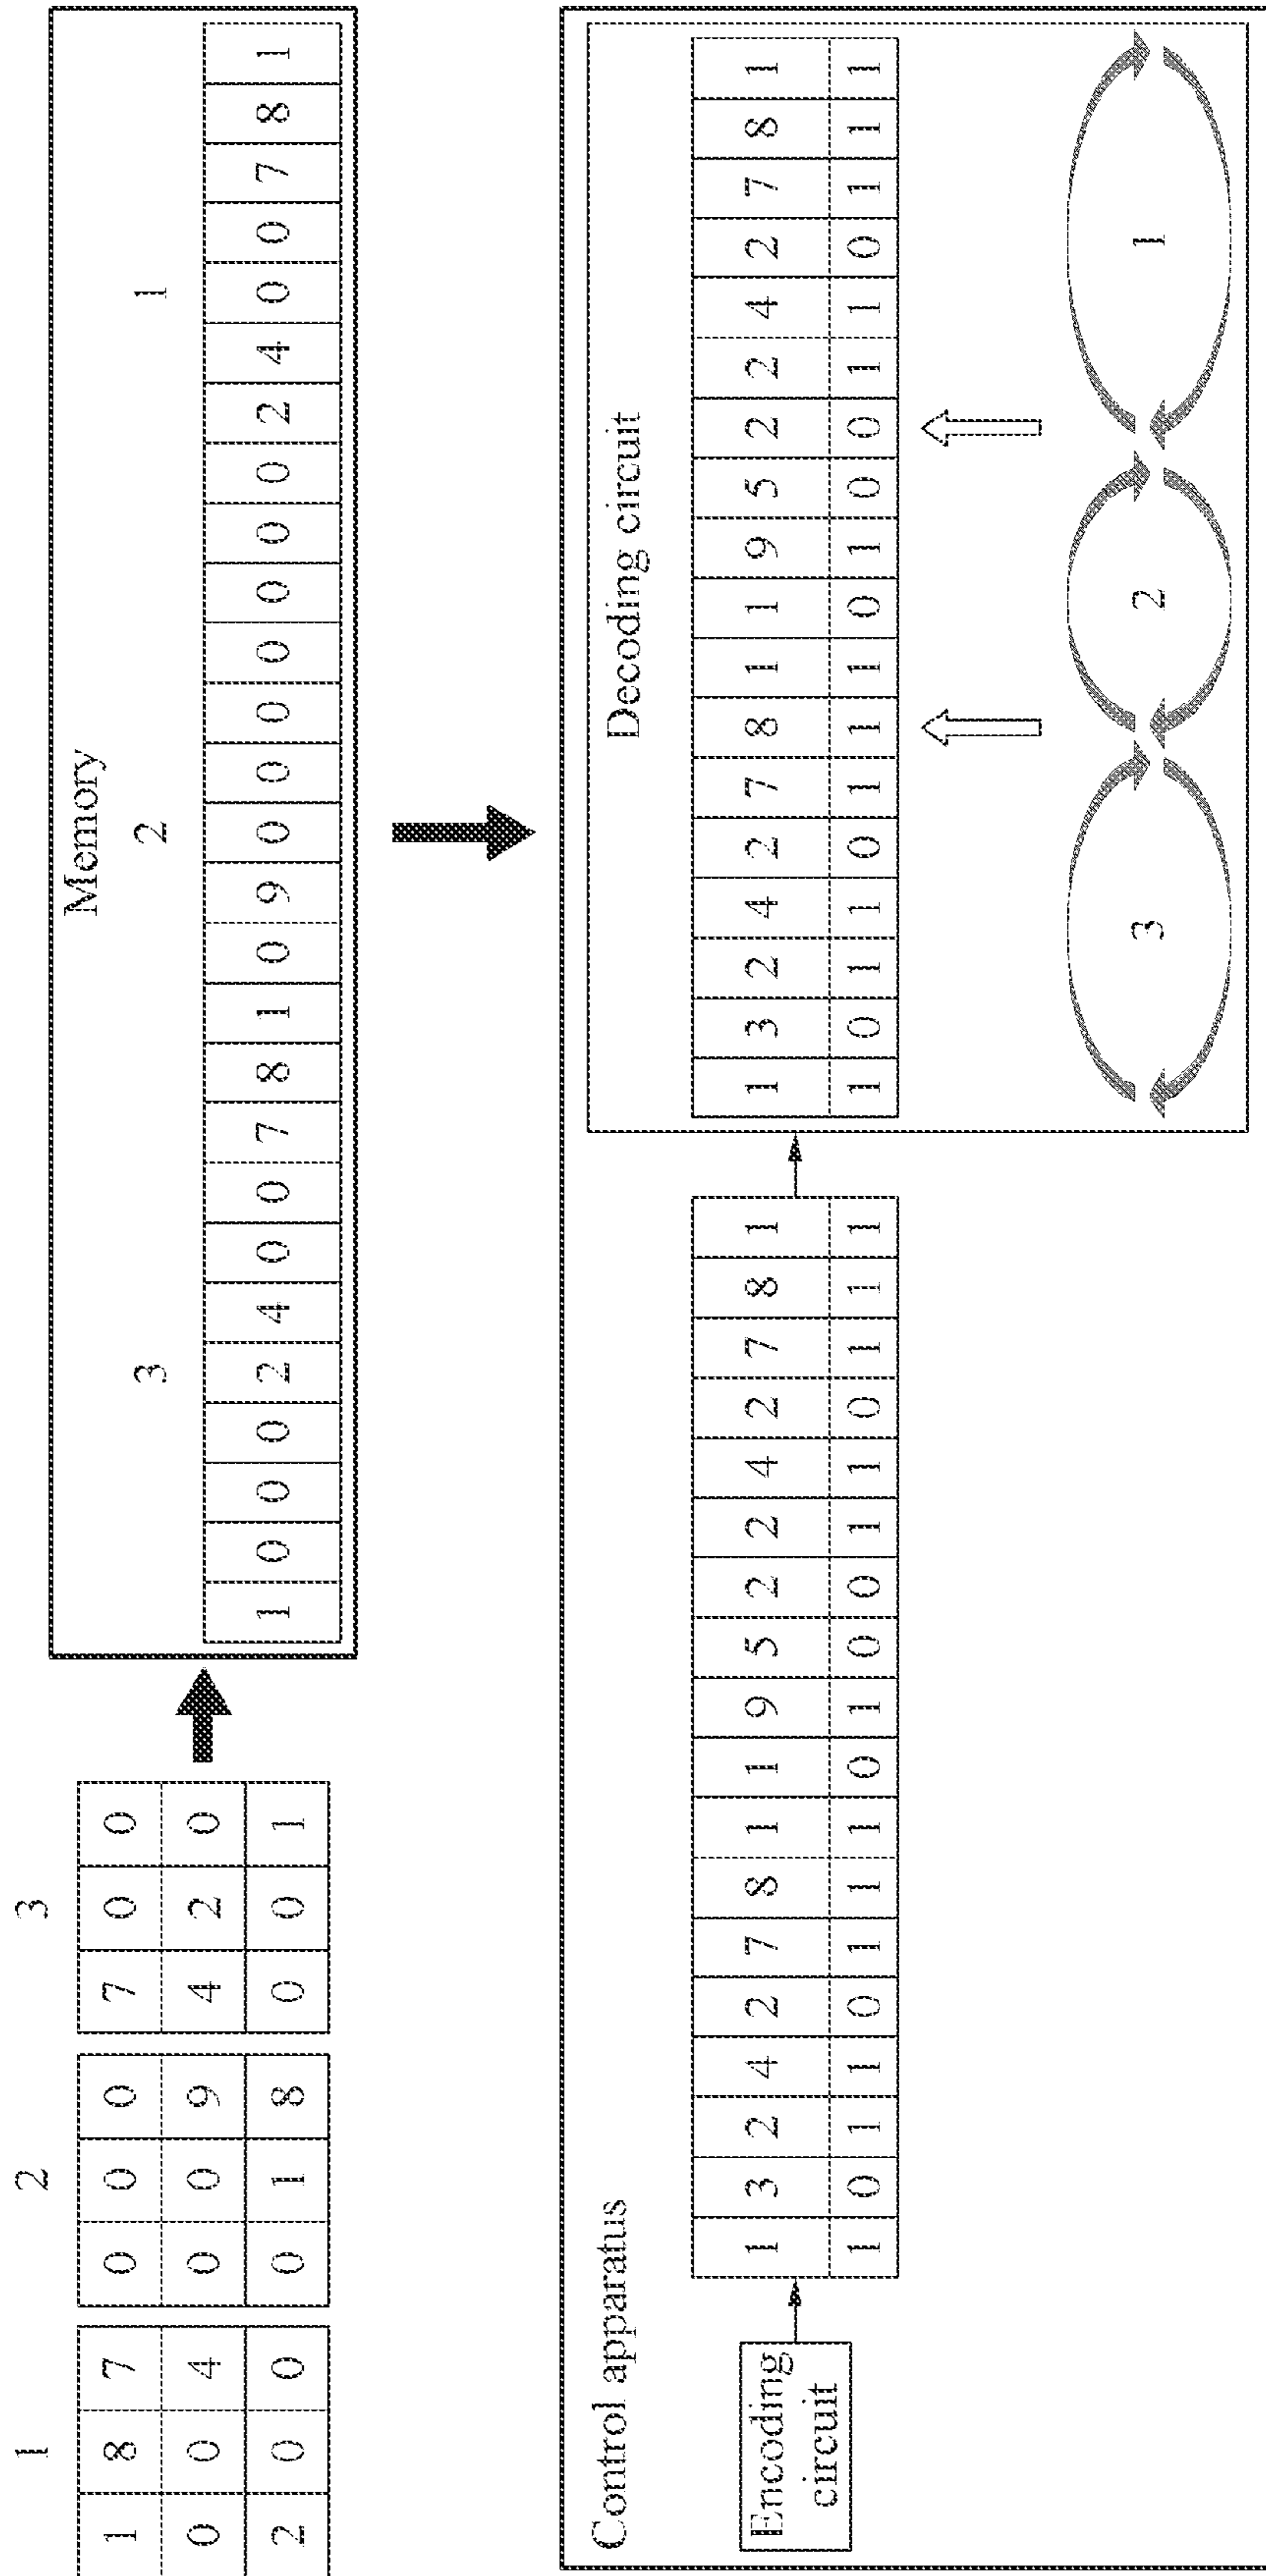 1 2 3
1 8 7 0 0 0 7 0 0
0 0 4 0 0 9 4 2 0
2 0 0 0 1 8 0 0 1
Memory
3 2 1
1 0 0 0 2 4 0 0 7 8 1 0 9 0 0 0 0 0 0 0 2 4 0 0 7 8 1
Control apparatus
Encoding
circuit
1 3 2 4 2 7 8 1 1 9 5 2 2 4 2 7 8 1
1 0 1 1 0 1 1 1 0 1 0 0 1 1 0 1 1 1
Decoding circuit
1 3 2 4 2 7 8 1 1 9 5 2 2 4 2 7 8 1
1 0 1 1 0 1 1 1 0 1 0 0 1 1 0 1 1 1
3 2 1